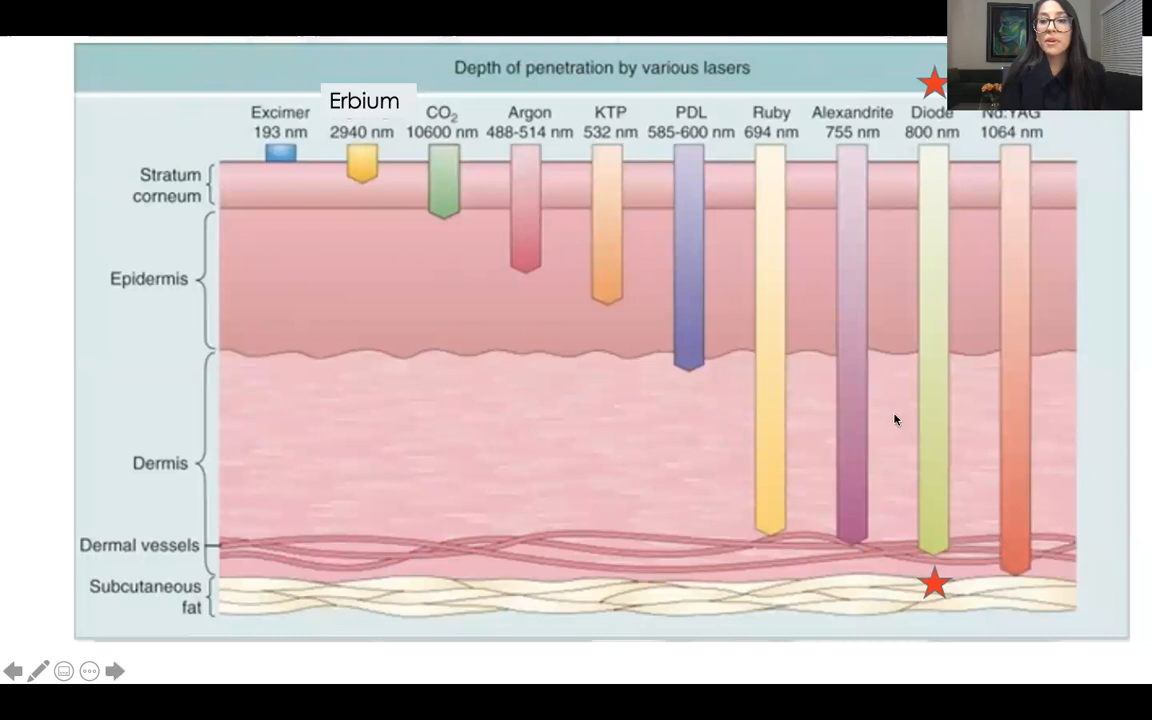 Depth of penetration by various lasers
Excimer
193 nm
Erbium
2940 nm
CO₂
10600 nm
Argon
488-514 nm
KTP
532 nm
PDL
585-600 nm
Ruby
694 nm
Alexandrite
755 nm
Diode
800 nm
Nd:YAG
1064 nm
Stratum
corneum
Epidermis
Dermis
Dermal vessels
Subcutaneous
fat